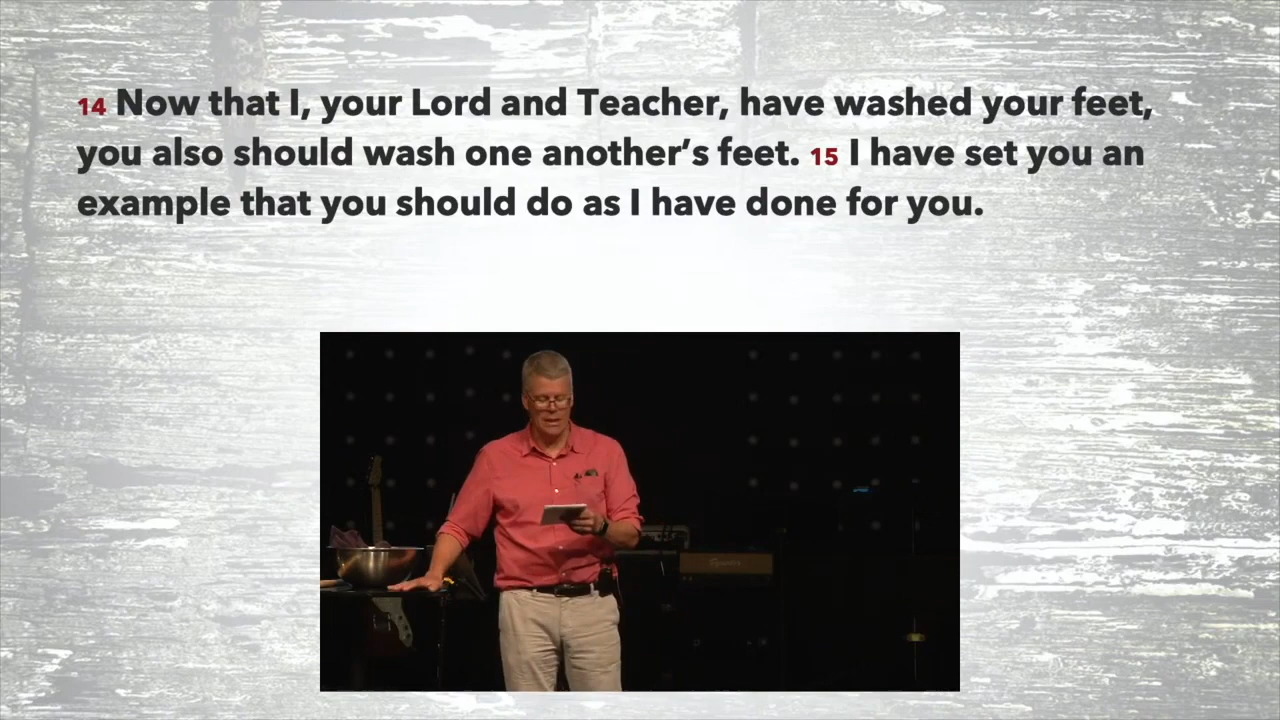 14 Now that I, your Lord and Teacher, have washed your feet,
you also should wash one another’s feet. 15 I have set you an
example that you should do as I have done for you.